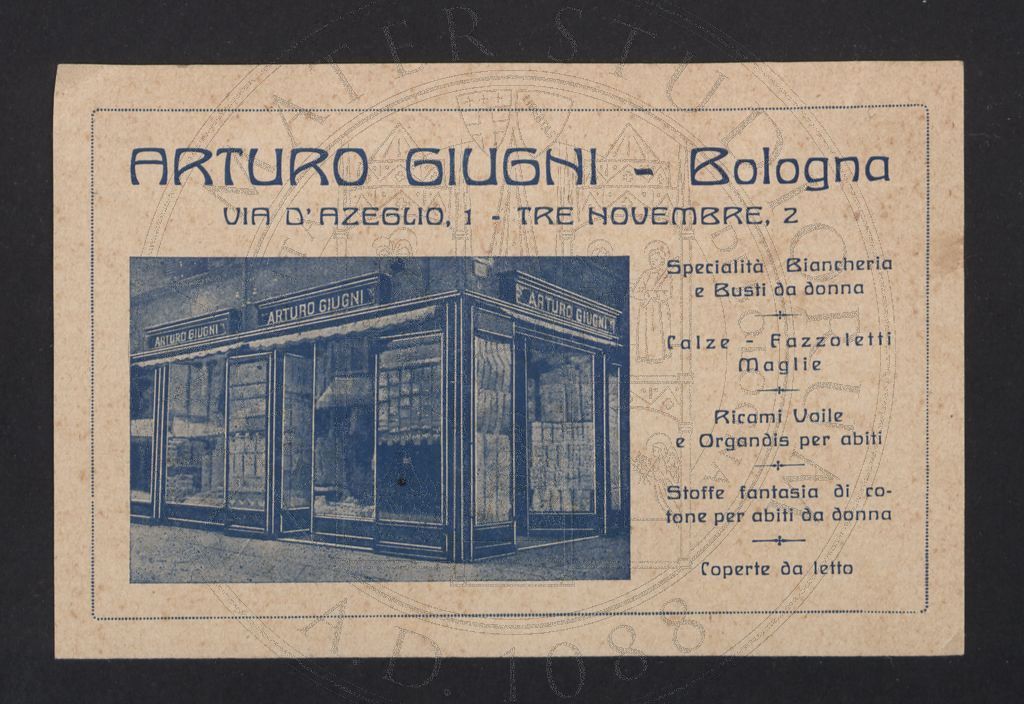 ARTURO GIUGNI - Bologna
VIA D'AZEGLIO, 1 - TRE NOVEMBRE, 2
ARTURO GIUGNI
ARTURO GIUGNI
ARTURO GIUGNI
Specialità Biancheria
e Busti da donna
Calze - Fazzoletti
Maglie
Ricami Voile
e Organdis per abiti
Stoffe fantasia di co-
tone per abiti da donna
Coperte da letto
A.D. 1088